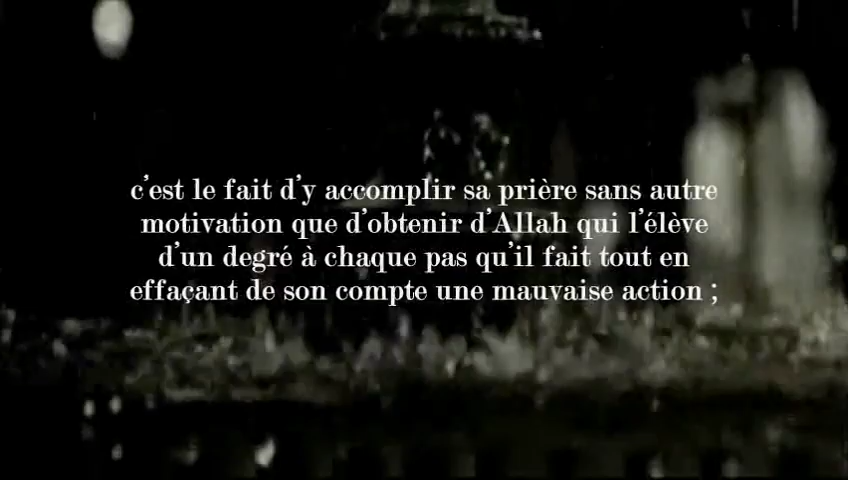 c'est le fait d'y accomplir sa prière sans autre
motivation que d'obtenir d'Allah qui l'élève
d'un degré à chaque pas qu'il fait tout en
effaçant de son compte une mauvaise action ;